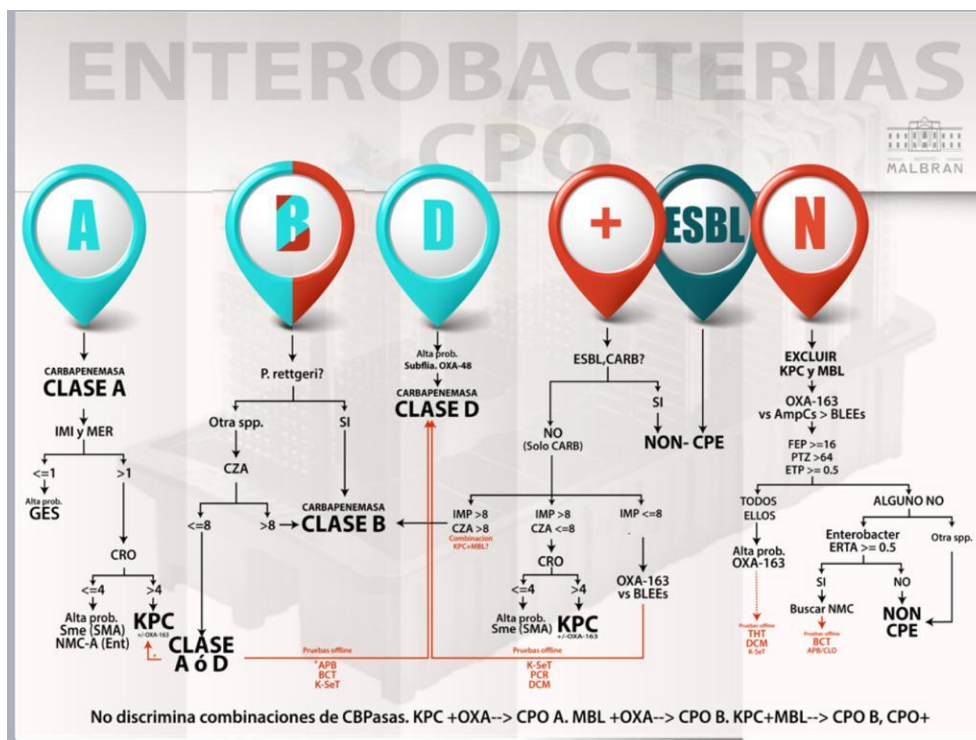 ENTEROBACTERIAS
CPO
MALBRAN
A
B
D
+
ESBL
N
CARBAPENEMASA
CLASE A
IMI y MER
<=1
>1
Alta prob.
GES
CRO
<=4
>4
Alta prob.
Sme (SMA)
NMC-A (Ent)
KPC
+/-OXA-163
P. rettgeri?
Otra spp.
SI
CZA
<=8
>8
CARBAPENEMASA
CLASE B
CLASE
A ó D
Alta prob.
Subflia. OXA-48
CARBAPENEMASA
CLASE D
Pruebas offline
*APB
BCT
K-SeT
ESBL,CARB?
NO
(Solo CARB)
SI
NON- CPE
IMP >8
CZA >8
Combinacion
KPC+MBL?
IMP >8
CZA <=8
IMP <=8
CRO
<=4
>4
Alta prob.
Sme (SMA)
KPC
+/-OXA-163
OXA-163
vs BLEEs
Pruebas offline
K-SeT
PCR
DCM
EXCLUIR
KPC y MBL
OXA-163
vs AmpCs > BLEEs
FEP >=16
PTZ >64
ETP >= 0.5
TODOS
ELLOS
ALGUNO NO
Alta prob.
OXA-163
Pruebas offline
THT
DCM
K-SeT
Enterobacter
ERTA >= 0.5
Otra spp.
SI
NO
Buscar NMC
Pruebas offline
BCT
APB/CLO
NON
CPE
No discrimina combinaciones de CBPasas. KPC +OXA--> CPO A. MBL +OXA--> CPO B. KPC+MBL--> CPO B, CPO+